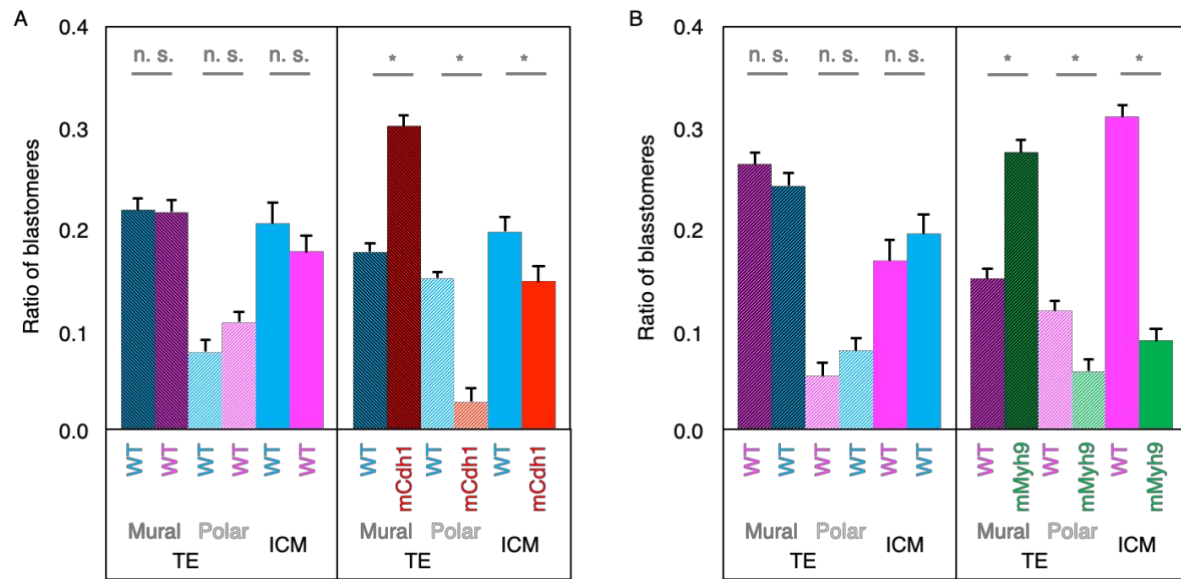 A
B
Ratio of blastomeres
0.4
0.3
0.2
0.1
0.0
n. s. n. s. n. s.
* * *
WT WT WT WT WT WT
WT mCdh1 WT mCdh1 WT mCdh1
Mural Polar ICM
TE
Mural Polar ICM
TE
Ratio of blasstomeres
0.4
0.3
0.2
0.1
0.0
n. s. n. s. n. s.
* * *
WT WT WT WT WT WT
WT mMyh9 WT mMyh9 WT mMyh9
Mural Polar ICM
TE
Mural Polar ICM
TE